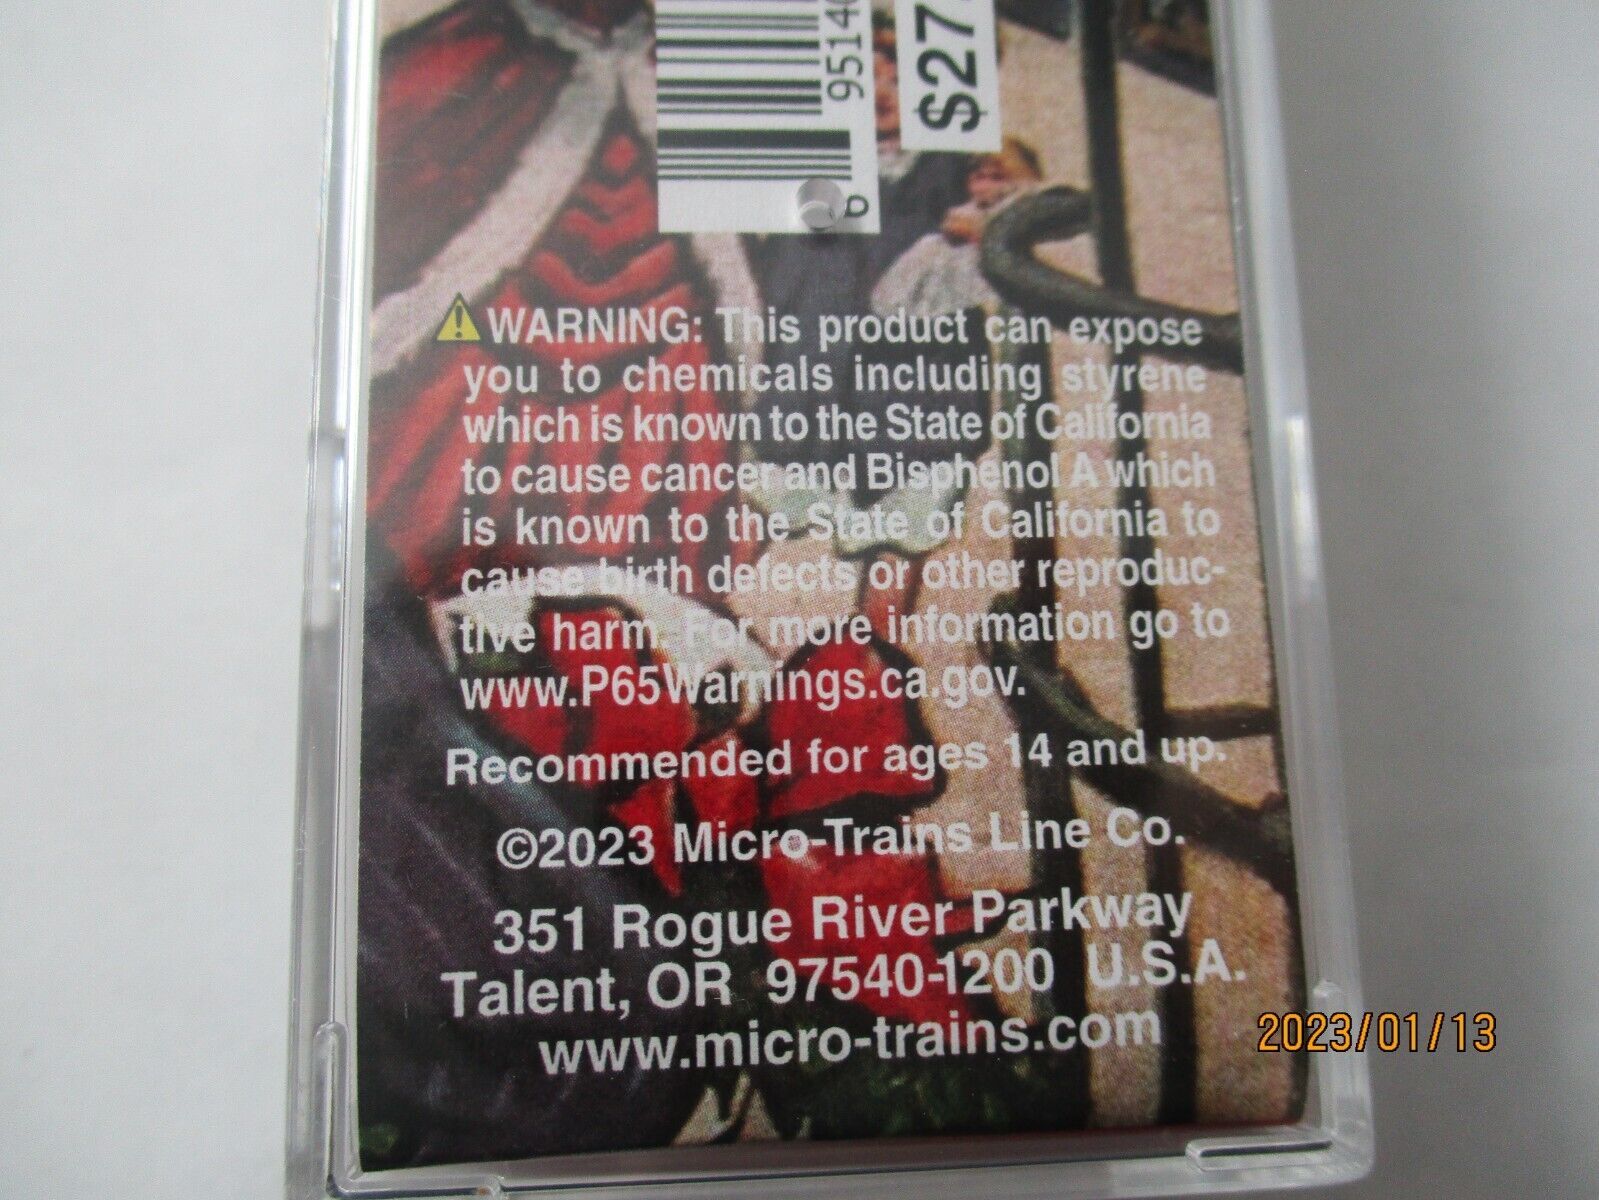 95140
6
$27
WARNING: This product can expose
you to chemicals including styrene
which is known to the State of California
to cause cancer and Bisphenol A which
is known to the State of California to
cause birth defects or other reproduc-
tive harm. For more information go to
www.P65Warnings.ca.gov.
Recommended for ages 14 and up.
©2023 Micro-Trains Line Co.
351 Rogue River Parkway
Talent, OR 97540-1200 U.S.A.
www.micro-trains.com
2023/01/13